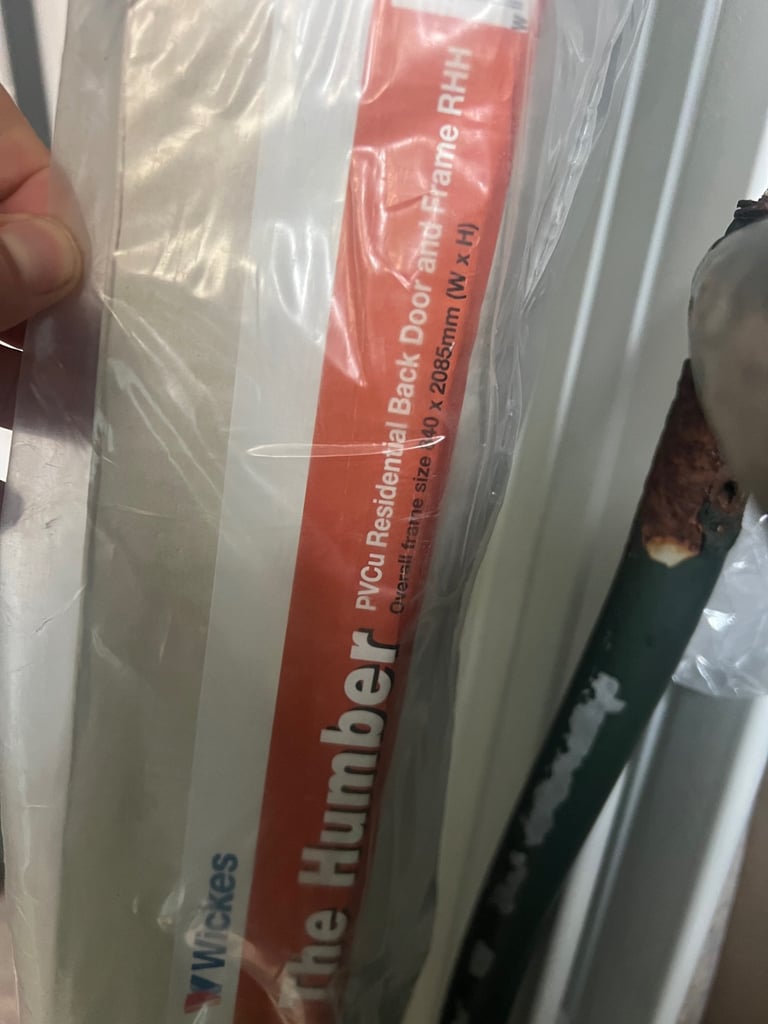 The Humber
PVCu Residential Back Door and Frame RHH
Overall frame size x 2085mm (W x H)
Wickes